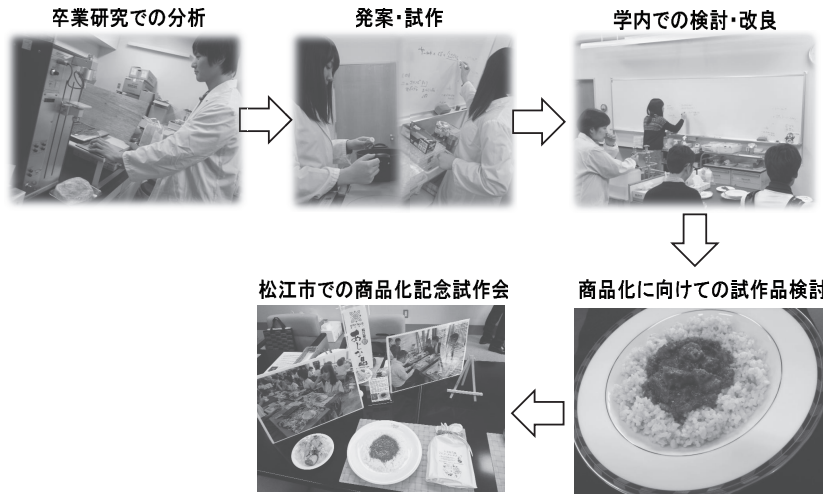 卒業研究での分析
発案・試作
学内での検討・改良
商品化に向けての試作品検討
松江市での商品化記念試作会